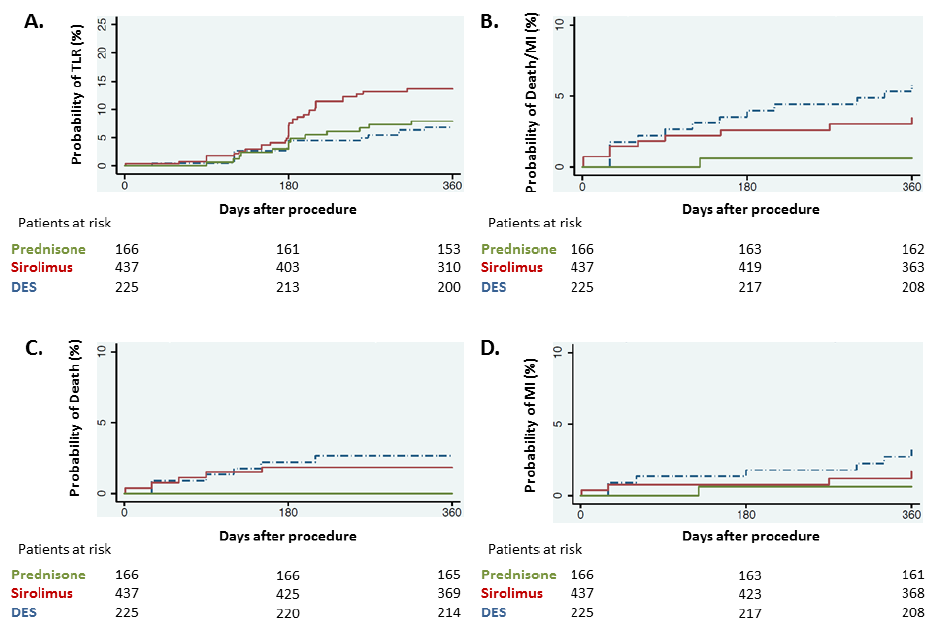 A.
Probability of TLR (%)
0 5 10 15 20 25
0 180 360
Days after procedure
Patients at risk
Prednisone 166 161 153
Sirolimus 437 403 310
DES 225 213 200
B.
Probability of Death/MI (%)
0 5 10
0 180 360
Days after procedure
Patients at risk
Prednisone 166 163 162
Sirolimus 437 419 363
DES 225 217 208
C.
Probability of Death (%)
0 5 10
0 180 360
Days after procedure
Patients at risk
Prednisone 166 166 165
Sirolimus 437 425 369
DES 225 220 214
D.
Probability of MI (%)
0 5 10
0 180 360
Days after procedure
Patients at risk
Prednisone 166 163 161
Sirolimus 437 423 368
DES 225 217 208